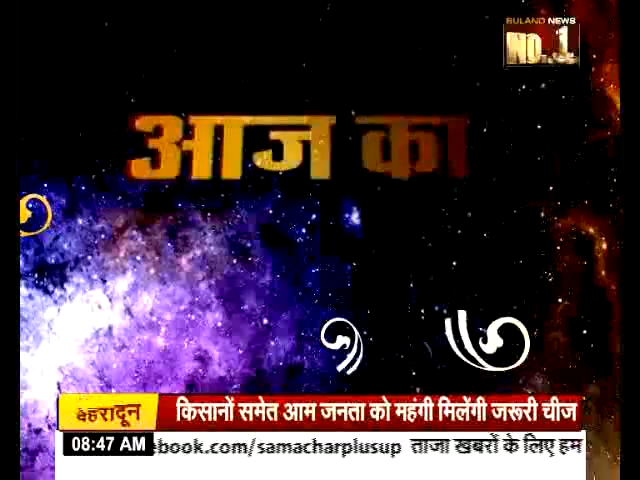 BULAND NEWS
NO. 1
आज का
देहरादून
किसानों समेत आम जनता को महंगी मिलेंगी जरूरी चीज
08:47 AM
ebook.com/samacharplusup ताजा खबरों के लिए हम